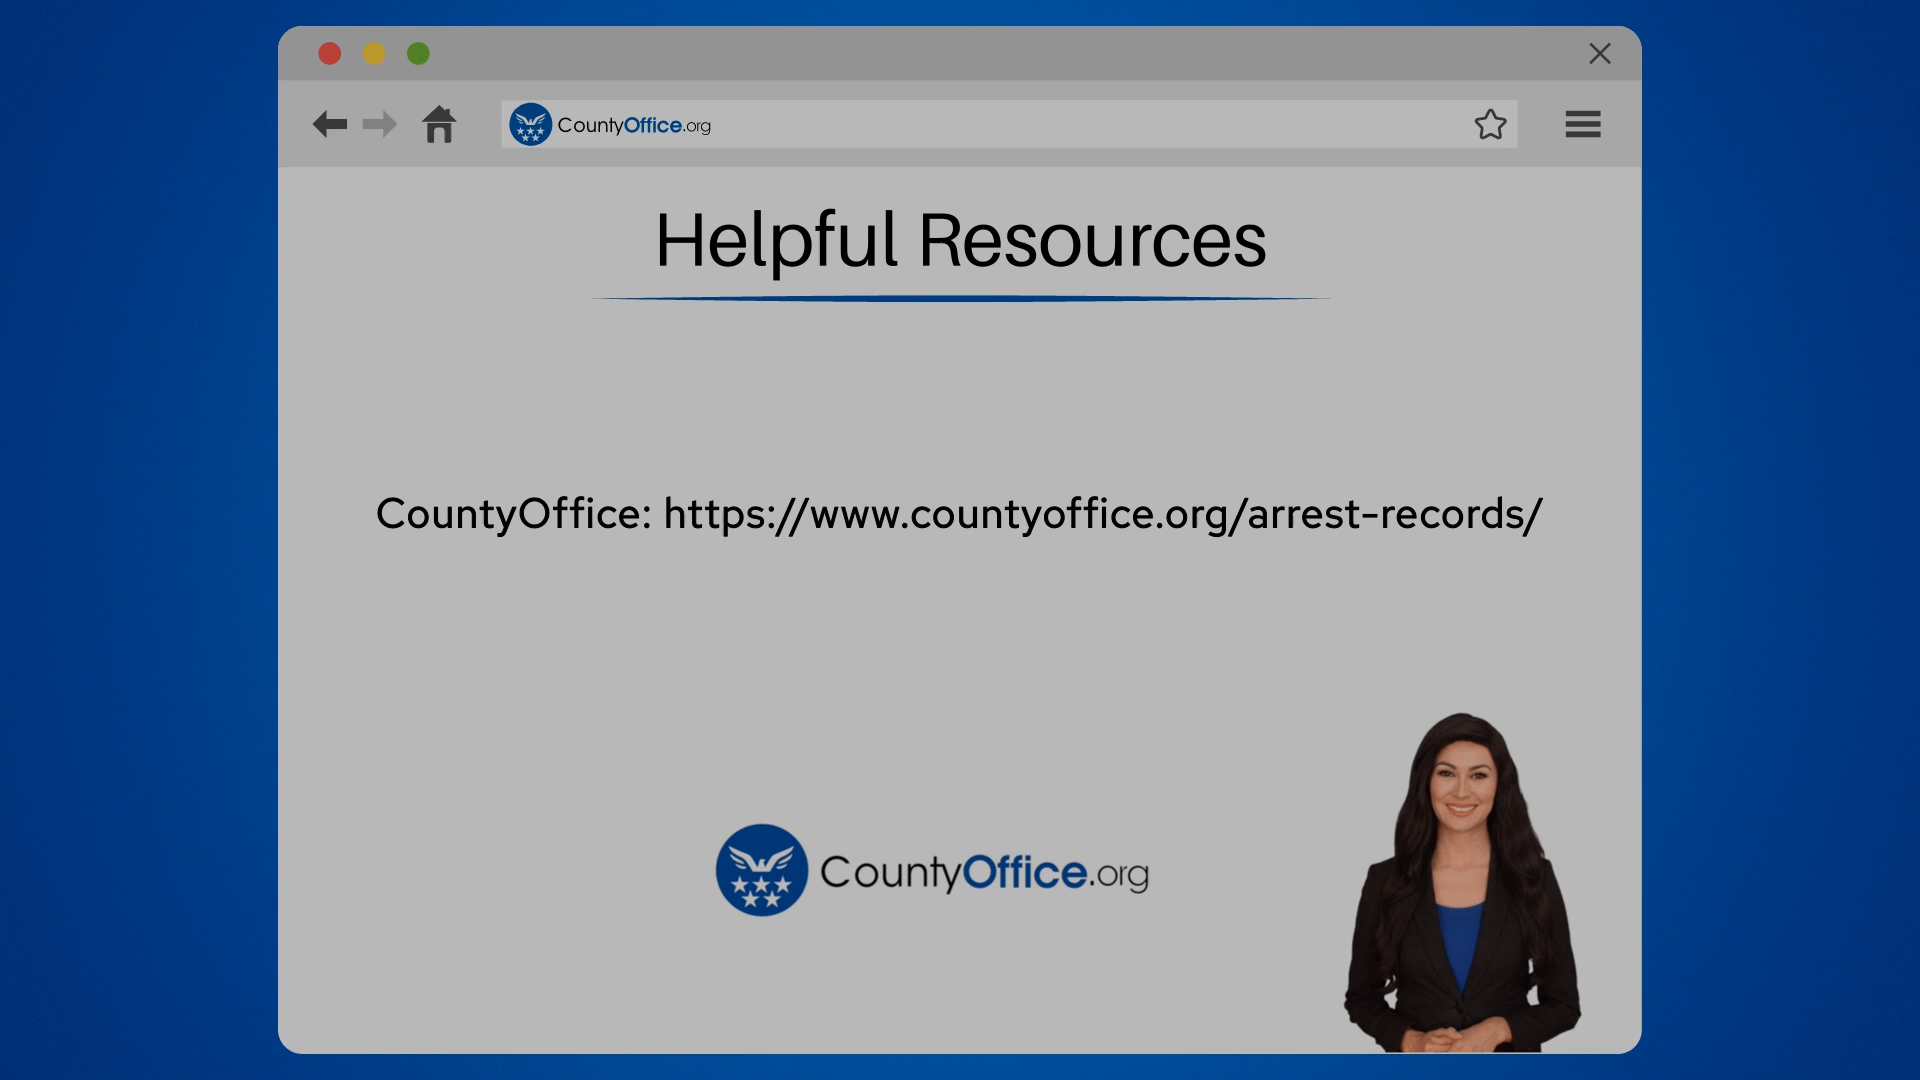 CountyOffice.org
Helpful Resources
CountyOffice: https://www.countyoffice.org/arrest-records/
CountyOffice.org